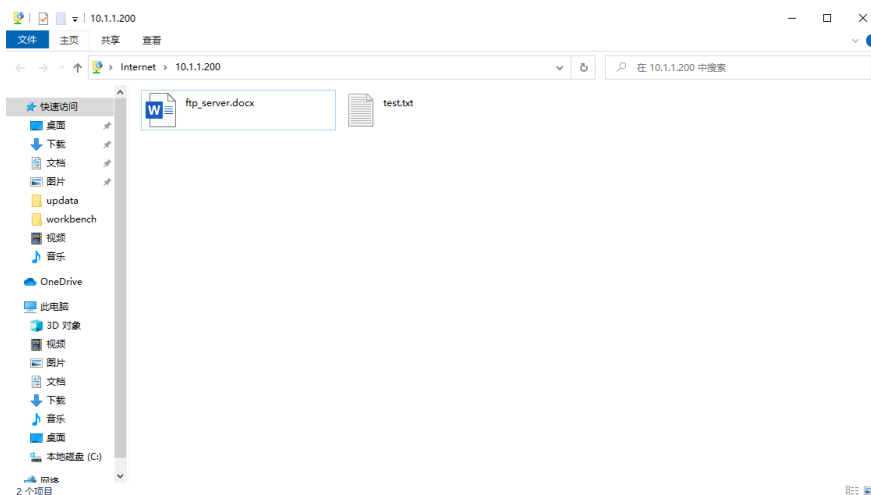 10.1.1.200
文件 主页 共享 查看
Internet › 10.1.1.200 在 10.1.1.200 中搜索
快速访问
桌面
下载
文档
图片
updata
workbench
视频
音乐
OneDrive
此电脑
3D 对象
视频
图片
文档
下载
音乐
桌面
本地磁盘 (C:)
网络
ftp_server.docx
test.txt
2 个项目